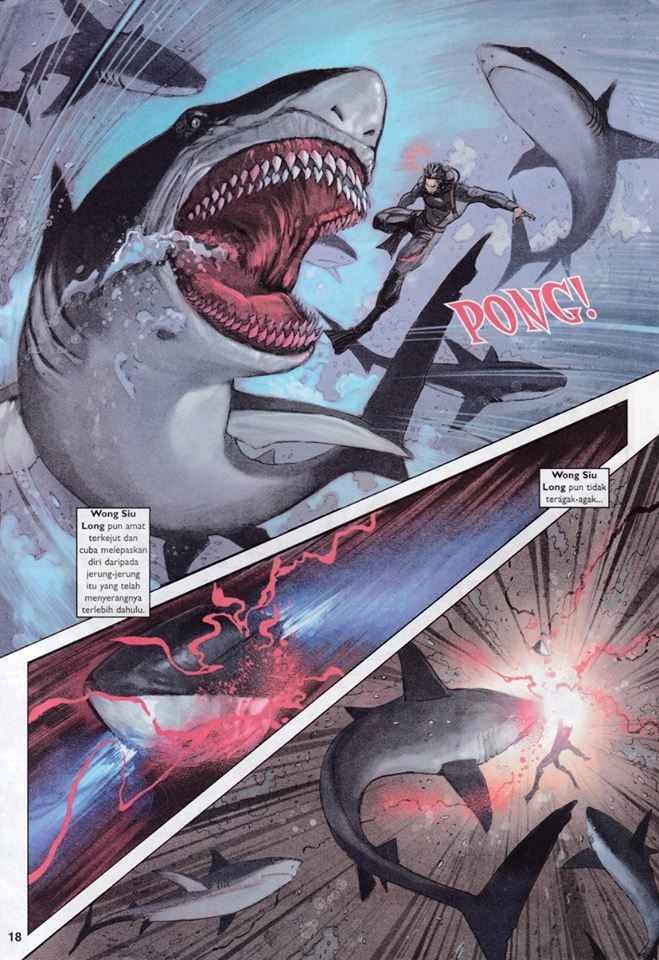 PONG!
Wong Siu
Long pun amat
terkejut dan
cuba melepaskan
diri daripada
jerung-jerung
itu yang telah
menyerangnya
terlebih dahulu.
Wong Siu
Long pun tidak
teragak-agak...
18